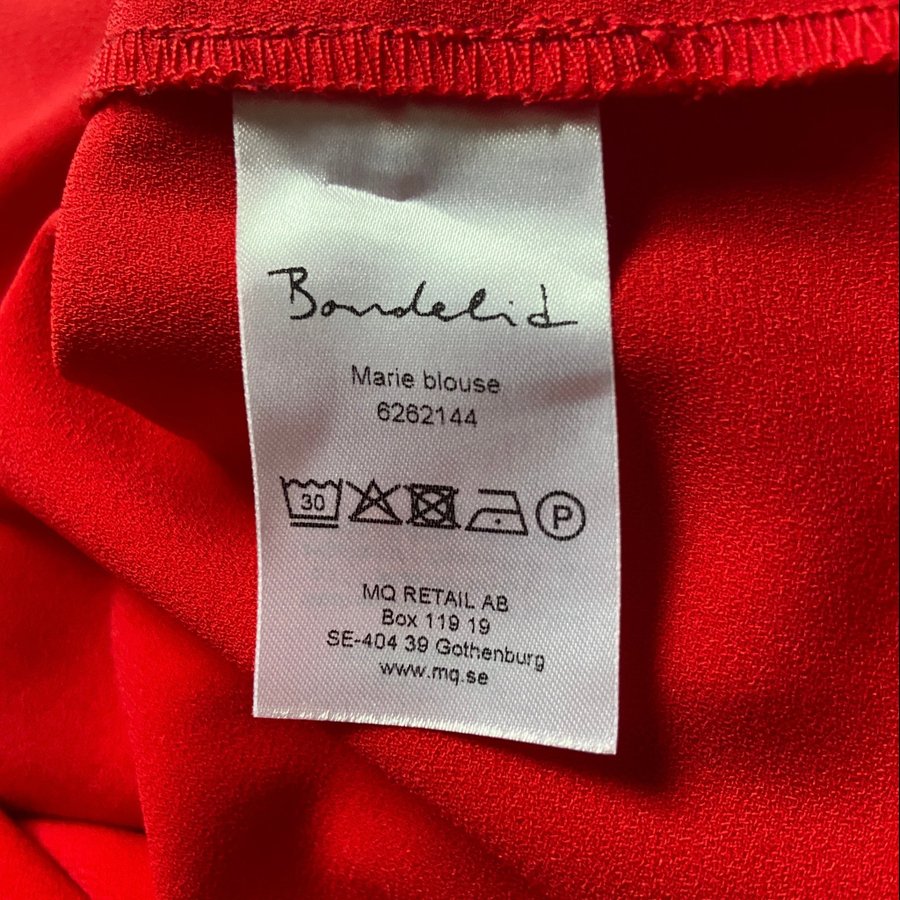 Bondelid
Marie blouse
6262144
30 P
MQ RETAIL AB
Box 119 19
SE-404 39 Gothenburg
www.mq.se